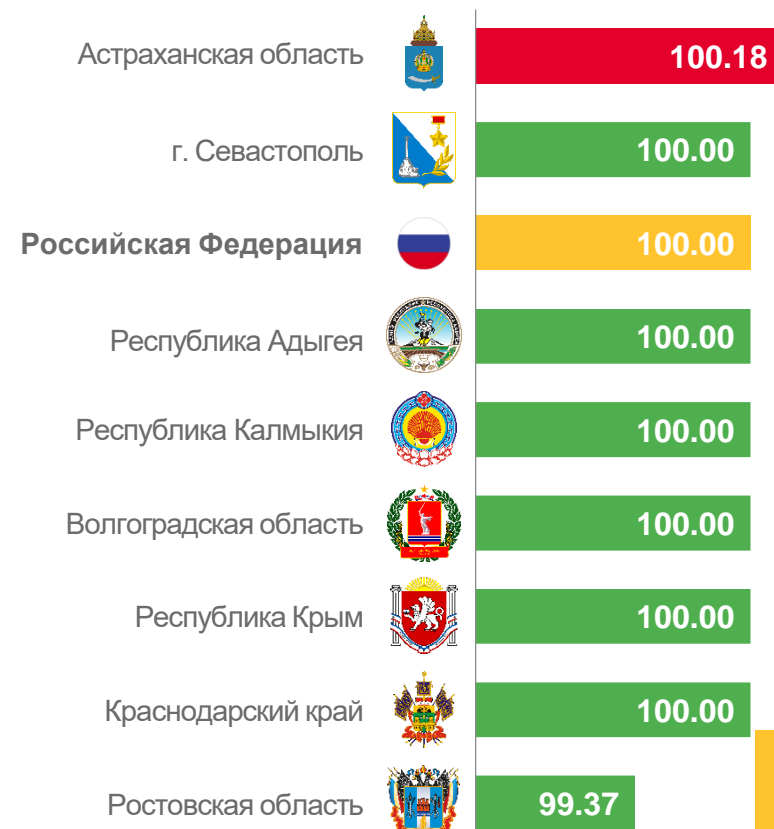 Астраханская область 100.18
г. Севастополь 100.00
Российская Федерация 100.00
Республика Адыгея 100.00
Республика Калмыкия 100.00
Волгоградская область 100.00
Республика Крым 100.00
Краснодарский край 100.00
Ростовская область 99.37